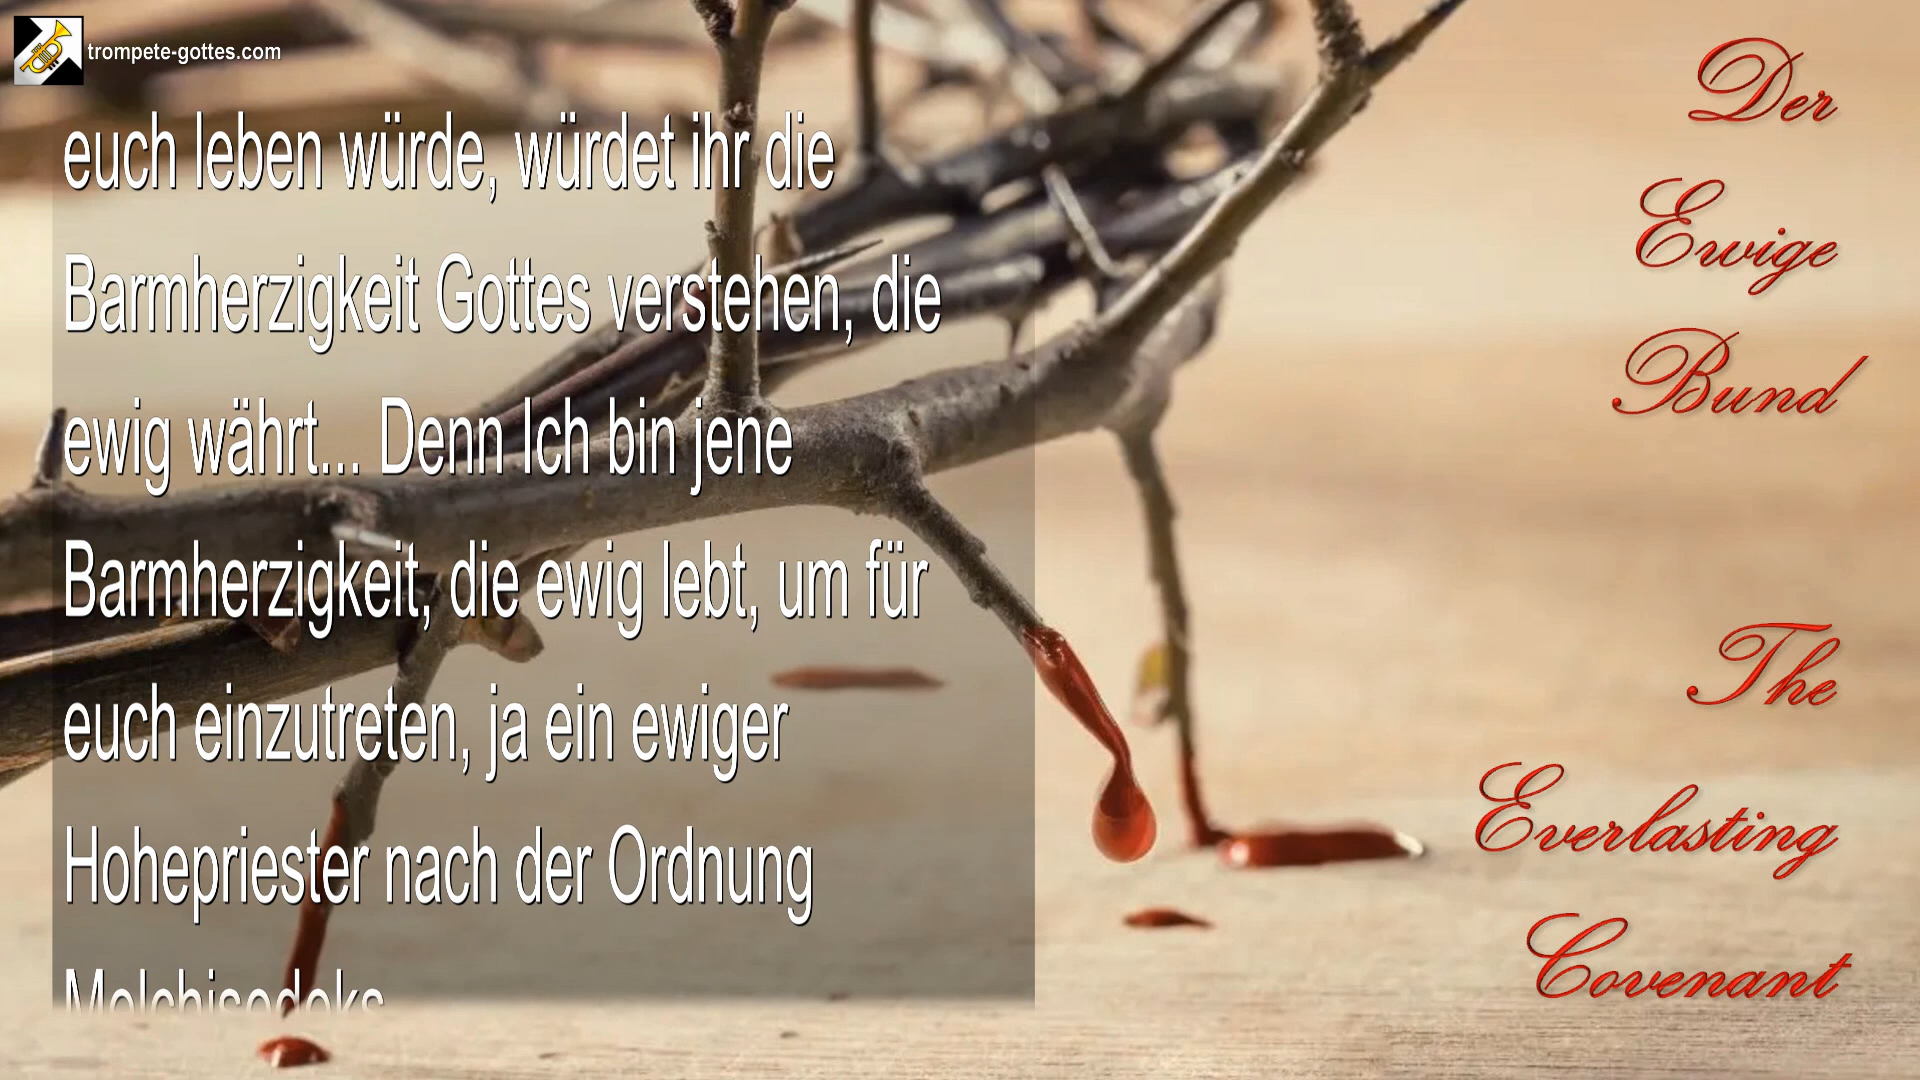 trompete-gottes.com
euch leben würde, würdet ihr die
Barmherzigkeit Gottes verstehen, die
ewig währt... Denn Ich bin jene
Barmherzigkeit, die ewig lebt, um für
euch einzutreten, ja ein ewiger
Hohepriester nach der Ordnung
Melchisedeks
Der
Ewige
Bund
The
Everlasting
Covenant